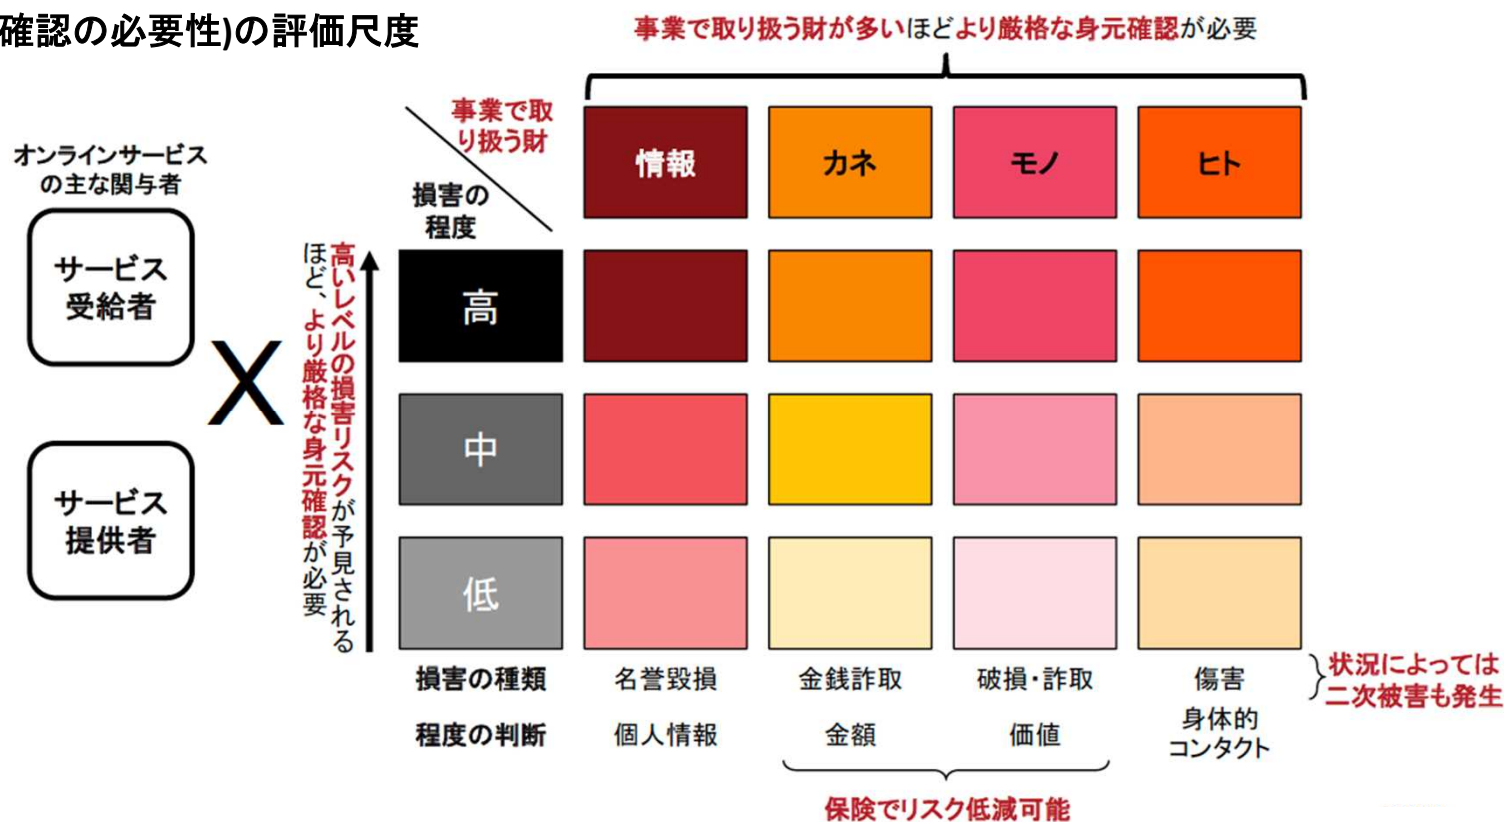 確認の必要性)の評価尺度
事業で取り扱う財が多いほどより厳格な身元確認が必要
オンラインサービス
の主な関与者
サービス
受給者
X
サービス
提供者
事業で取
り扱う財
損害の
程度
情報
カネ
モノ
ヒト
高いレベルの損害リスクが予見される
ほど、より厳格な身元確認が必要
高
中
低
損害の種類
名誉毀損
金銭詐取
破損・詐取
傷害
状況によっては
二次被害も発生
程度の判断
個人情報
金額
価値
身体的
コンタクト
保険でリスク低減可能